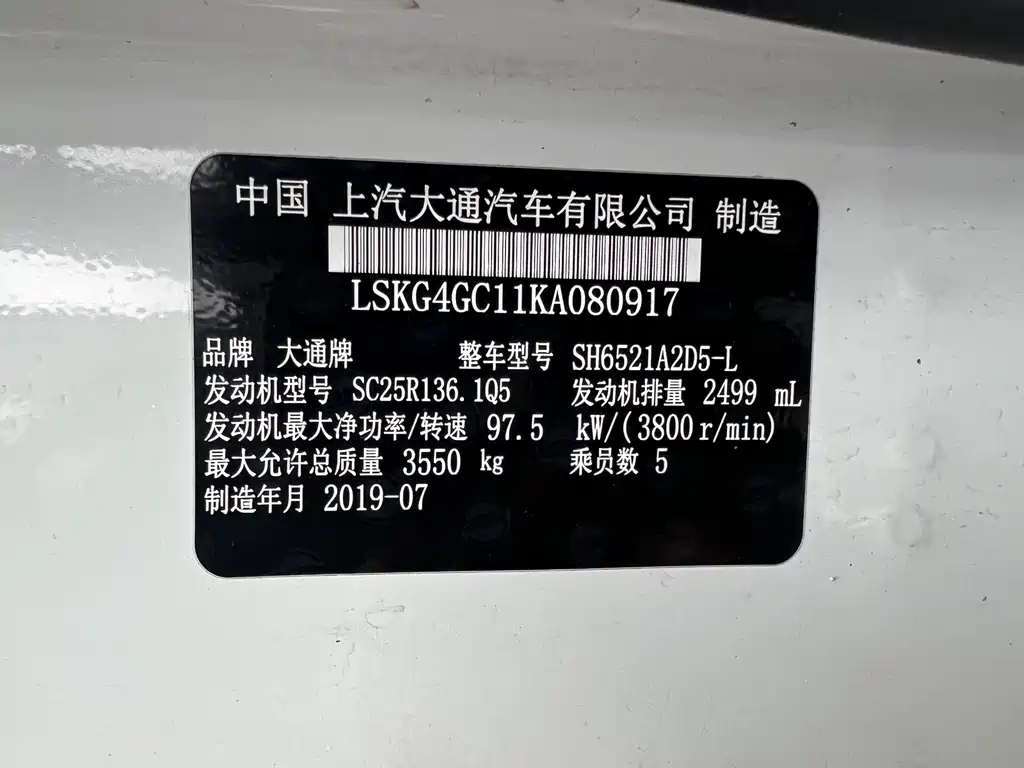 中国 上汽大通汽车有限公司 制造
LSKG4GC11KA080917
品牌 大通牌 整车型号 SH6521A2D5-L
发动机型号 SC25R136.1Q5 发动机排量 2499 mL
发动机最大净功率/转速 97.5 kW/(3800 r/min)
最大允许总质量 3550 kg 乘员数 5
制造年月 2019-07